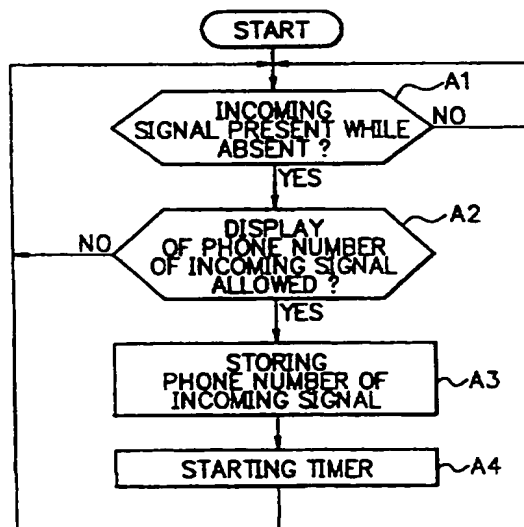 START
A1
INCOMING
SIGNAL PRESENT WHILE
ABSENT ?
NO
YES
A2
DISPLAY
OF PHONE NUMBER
OF INCOMING SIGNAL
ALLOWED ?
NO
YES
STORING
PHONE NUMBER OF
INCOMING SIGNAL
A3
STARTING TIMER
A4